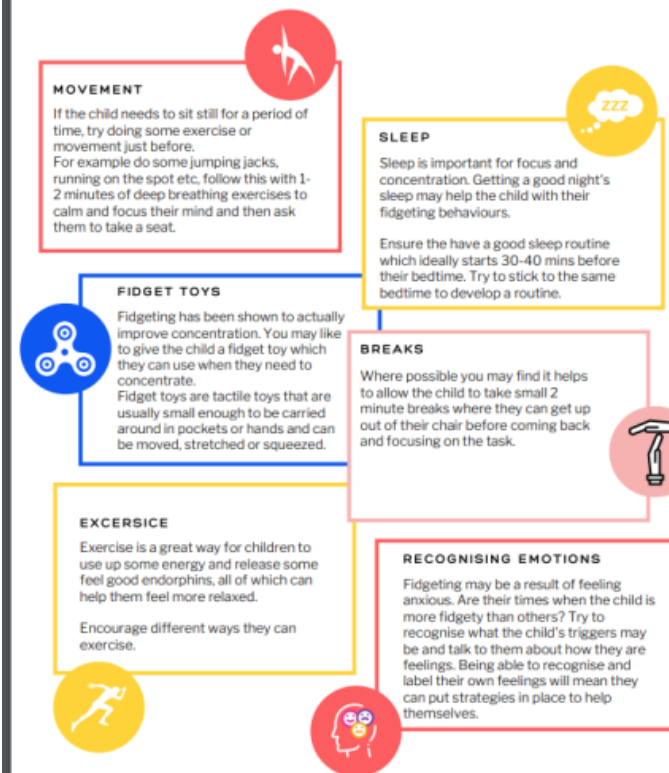 MOVEMENT
If the child needs to sit still for a period of
time, try doing some exercise or
movement just before.
For example do some jumping jacks,
running on the spot etc, follow this with 1-
2 minutes of deep breathing exercises to
calm and focus their mind and then ask
them to take a seat.
ZZZ
SLEEP
Sleep is important for focus and
concentration. Getting a good night's
sleep may help the child with their
fidgeting behaviours.
Ensure the have a good sleep routine
which ideally starts 30-40 mins before
their bedtime. Try to stick to the same
bedtime to develop a routine.
FIDGET TOYS
Fidgeting has been shown to actually
improve concentration. You may like
to give the child a fidget toy which
they can use when they need to
concentrate.
Fidget toys are tactile toys that are
usually small enough to be carried
around in pockets or hands and can
be moved, stretched or squeezed.
BREAKS
Where possible you may find it helps
to allow the child to take small 2
minute breaks where they can get up
out of their chair before coming back
and focusing on the task.
EXCERSICE
Exercise is a great way for children to
use up some energy and release some
feel good endorphins, all of which can
help them feel more relaxed.
Encourage different ways they can
exercise.
RECOGNISING EMOTIONS
Fidgeting may be a result of feeling
anxious. Are their times when the child is
more fidgety than others? Try to
recognise what the child's triggers may
be and talk to them about how they are
feelings. Being able to recognise and
label their own feelings will mean they
can put strategies in place to help
themselves.